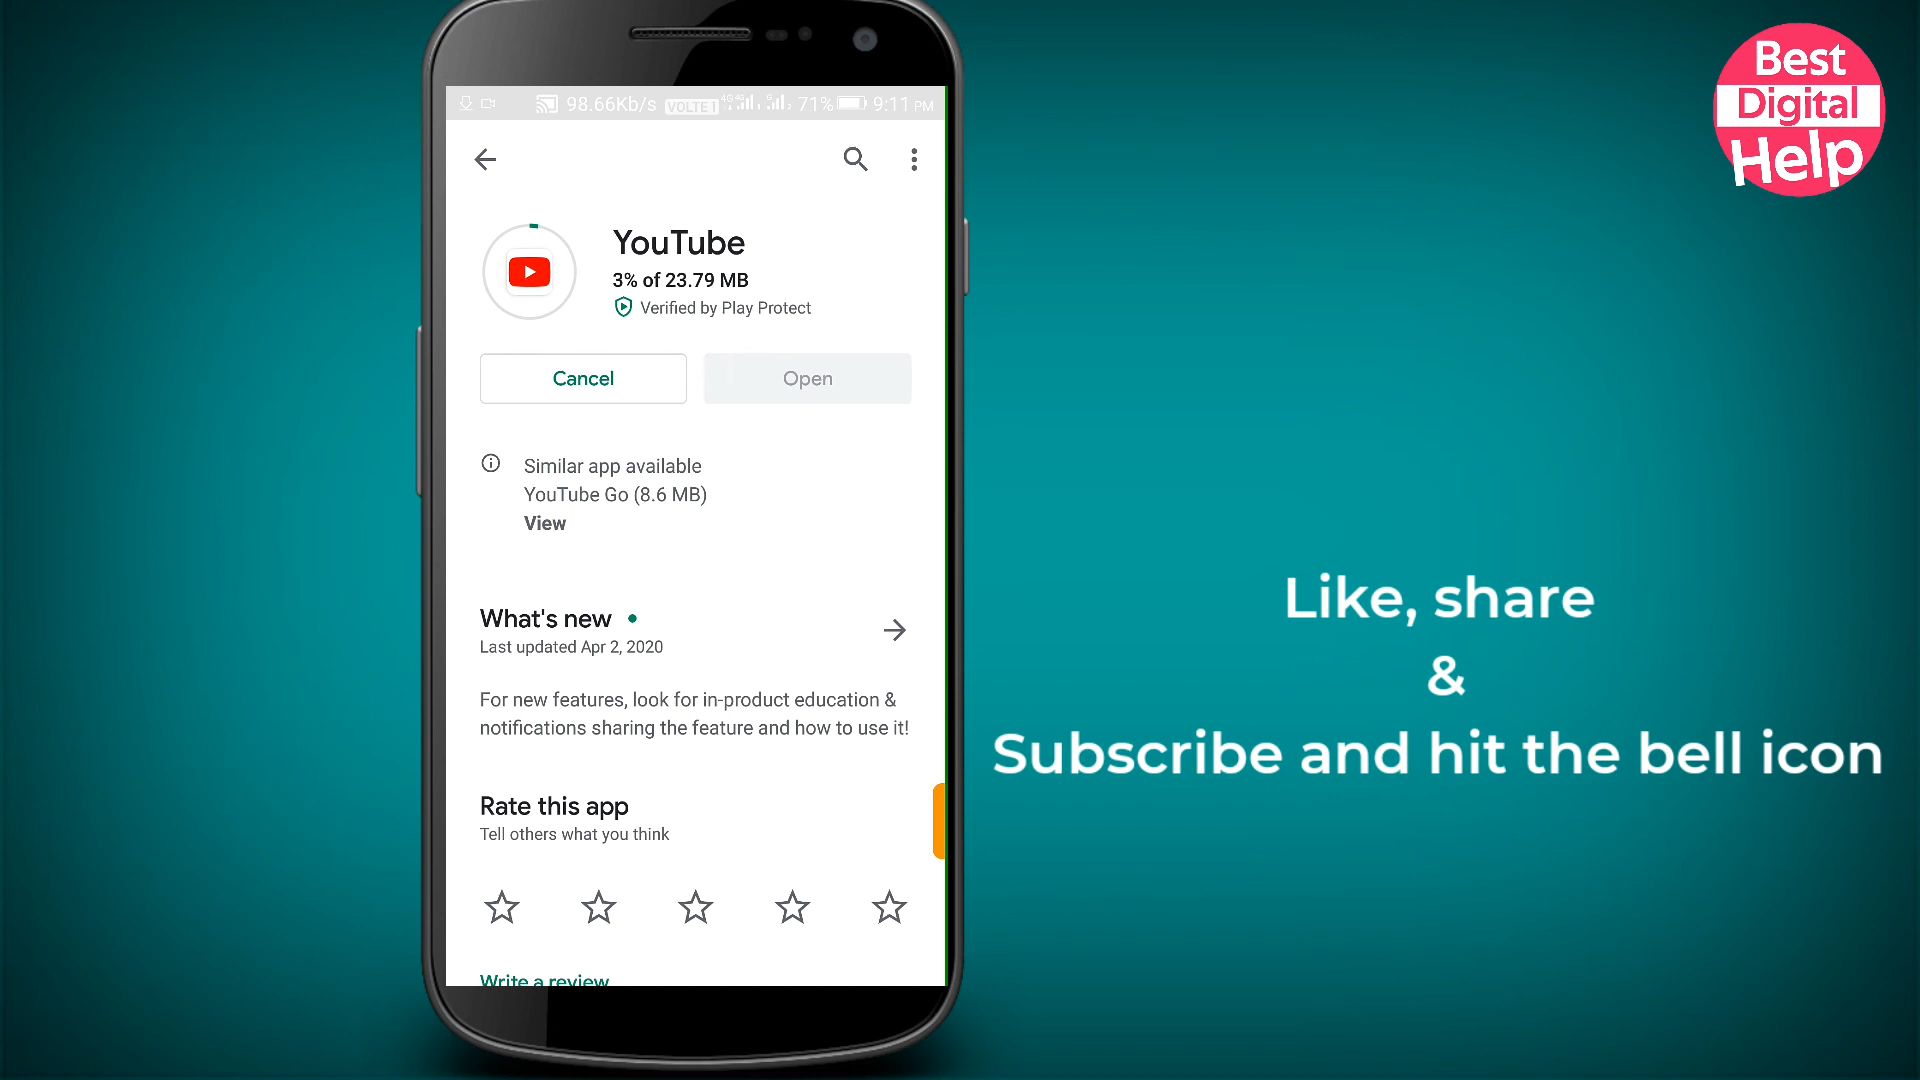 98.66Kb/s VOLTE 1 4G 71% 9:11 PM
YouTube
3% of 23.79 MB
Verified by Play Protect
Cancel
Open
Similar app available
YouTube Go (8.6 MB)
View
What's new
Last updated Apr 2, 2020
For new features, look for in-product education &
notifications sharing the feature and how to use it!
Rate this app
Tell others what you think
Write a review
Best
Digital
Help
Like, share
&
Subscribe and hit the bell icon